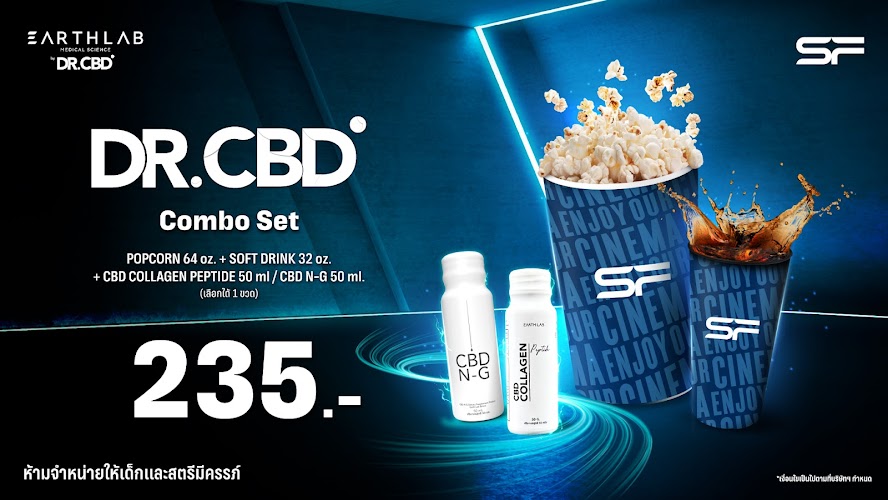 EARTHLAB
MEDICAL SCIENCE
by DR.CBD
SF
DR.CBD
Combo Set
POPCORN 64 oz. + SOFT DRINK 32 oz.
+ CBD COLLAGEN PEPTIDE 50 ml / CBD N-G 50 ml.
(เลือกได้ 1 ขวด)
235.-
CBD
N-G
EARTHLAB
CBD
COLLAGEN
Peptide
ENJOY OUR
CINEMA
SF
SF
ห้ามจำหน่ายให้เด็กและสตรีมีครรภ์
*เงื่อนไขเป็นไปตามที่บริษัทฯ กำหนด